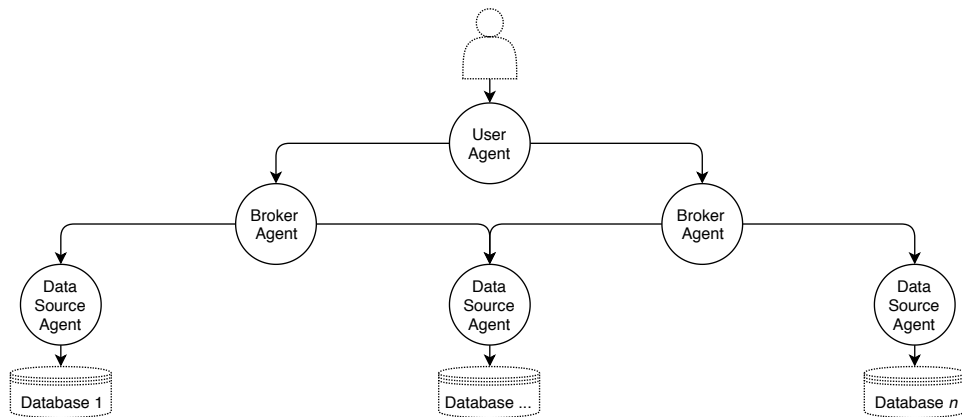 User
Agent
Broker
Agent
Broker
Agent
Data
Source
Agent
Data
Source
Agent
Data
Source
Agent
Database 1
Database ...
Database n